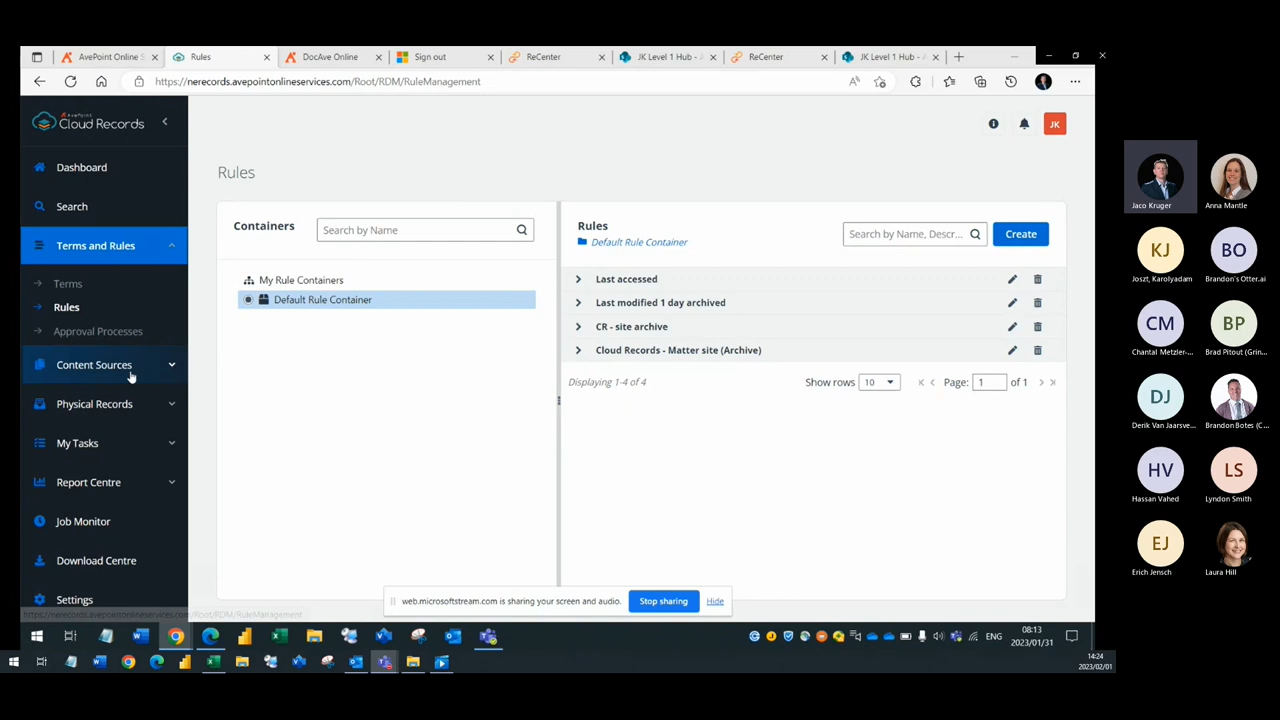 AvePoint Online S
Rules
DocAve Online
Sign out
ReCenter
JK Level 1 Hub -
ReCenter
JK Level 1 Hub -
https://nerecords.avepointonlineservices.com/Root/RDM/RuleManagement
AvePoint
Cloud Records
JK
Dashboard
Search
Terms and Rules
Terms
Rules
Approval Processes
Content Sources
Physical Records
My Tasks
Report Centre
Job Monitor
Download Centre
Settings
Rules
Containers
Search by Name
My Rule Containers
Default Rule Container
Rules
Default Rule Container
Search by Name, Descr...
Create
Last accessed
Last modified 1 day archived
CR - site archive
Cloud Records - Matter site (Archive)
Displaying 1-4 of 4
Show rows
10
Page:
1
of 1
https://nerecords.avepointonlineservices.com/Root/RDM/RuleManagement
web.microsoftstream.com is sharing your screen and audio.
Stop sharing
Hide
ENG
08:13
2023/01/31
14:24
2023/02/01
Jaco Kruger
Anna Mantle
KJ
Joszt, Karolyadam
BO
Brandon's Otter.ai
CM
Chantal Metzler-...
BP
Brad Pitout (Grin...
DJ
Derik Van Jaarsve...
Brandon Botes (C...
HV
Hassan Vahed
LS
Lyndon Smith
EJ
Erich Jensch
Laura Hill